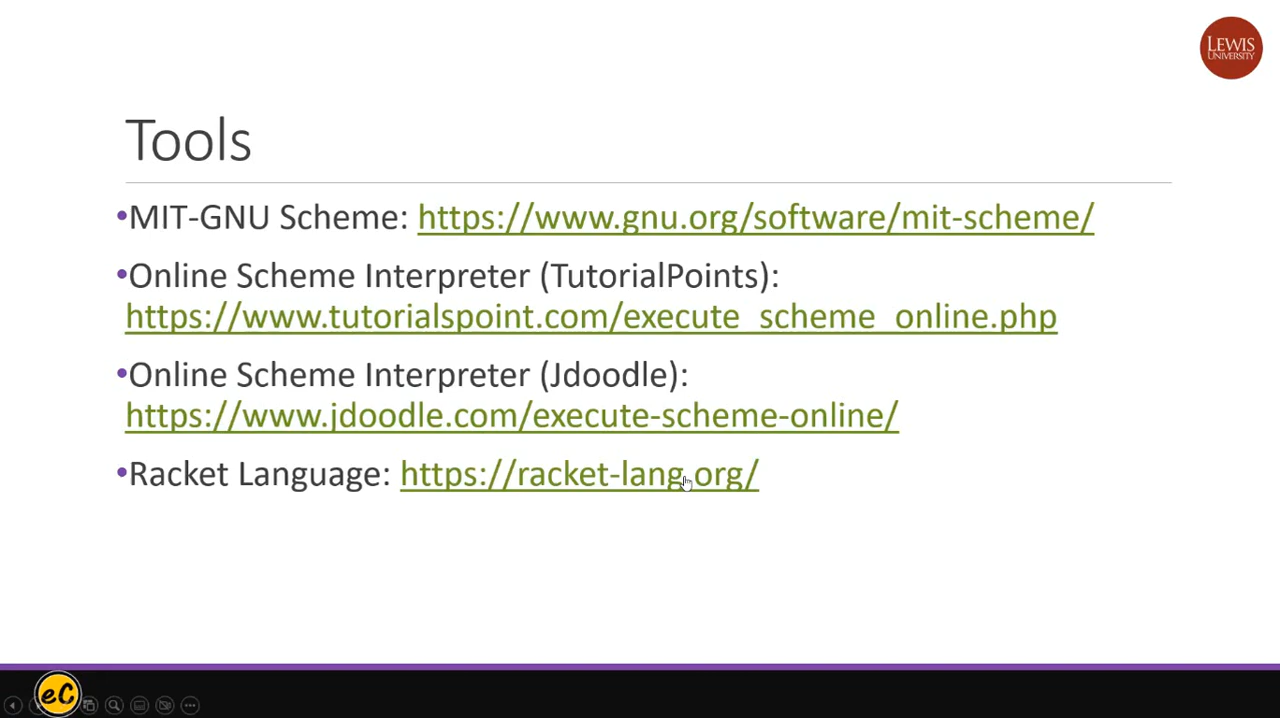 LEWIS
UNIVERSITY
Tools
•MIT-GNU Scheme: https://www.gnu.org/software/mit-scheme/
•Online Scheme Interpreter (TutorialPoints):
https://www.tutorialspoint.com/execute_scheme_online.php
•Online Scheme Interpreter (Jdoodle):
https://www.jdoodle.com/execute-scheme-online/
•Racket Language: https://racket-lang.org/
eC